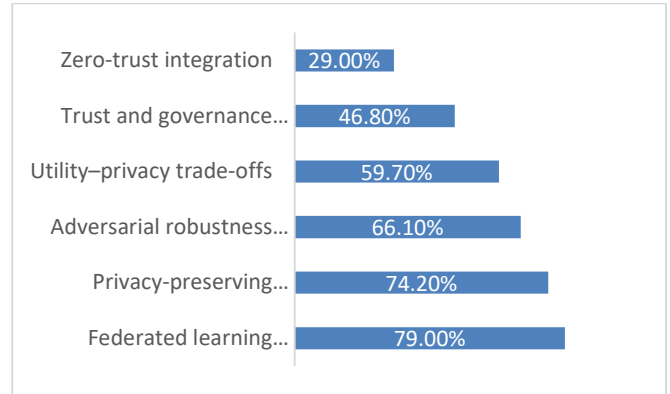 Zero-trust integration 29.00%
Trust and governance... 46.80%
Utility–privacy trade-offs 59.70%
Adversarial robustness... 66.10%
Privacy-preserving... 74.20%
Federated learning... 79.00%